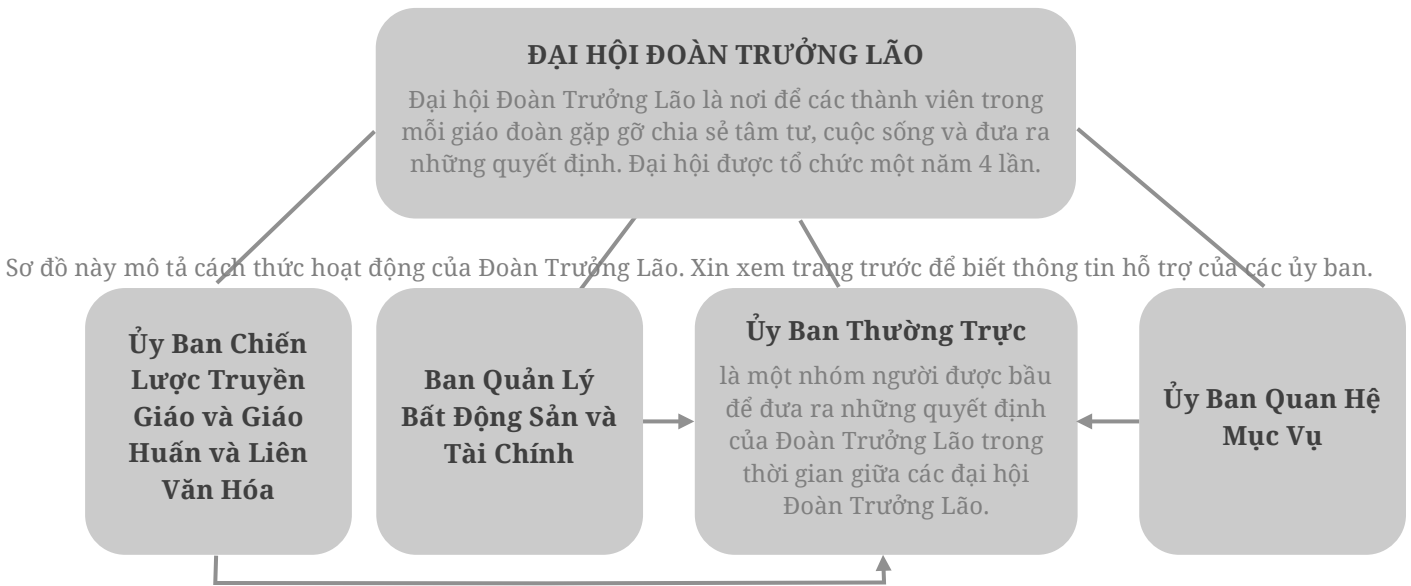 ĐẠI HỘI ĐOÀN TRƯỞNG LÃO
Đại hội Đoàn Trưởng Lão là nơi để các thành viên trong
mỗi giáo đoàn gặp gỡ chia sẻ tâm tư, cuộc sống và đưa ra
những quyết định. Đại hội được tổ chức một năm 4 lần.
Sơ đồ này mô tả cách thức hoạt động của Đoàn Trưởng Lão. Xin xem trang trước để biết thông tin hỗ trợ của các ủy ban.
Ủy Ban Chiến
Lược Truyền
Giáo và Giáo
Huấn và Liên
Văn Hóa
Ban Quản Lý
Bất Động Sản và
Tài Chính
Ủy Ban Thường Trực
là một nhóm người được bầu
để đưa ra những quyết định
của Đoàn Trưởng Lão trong
thời gian giữa các đại hội
Đoàn Trưởng Lão.
Ủy Ban Quan Hệ
Mục Vụ